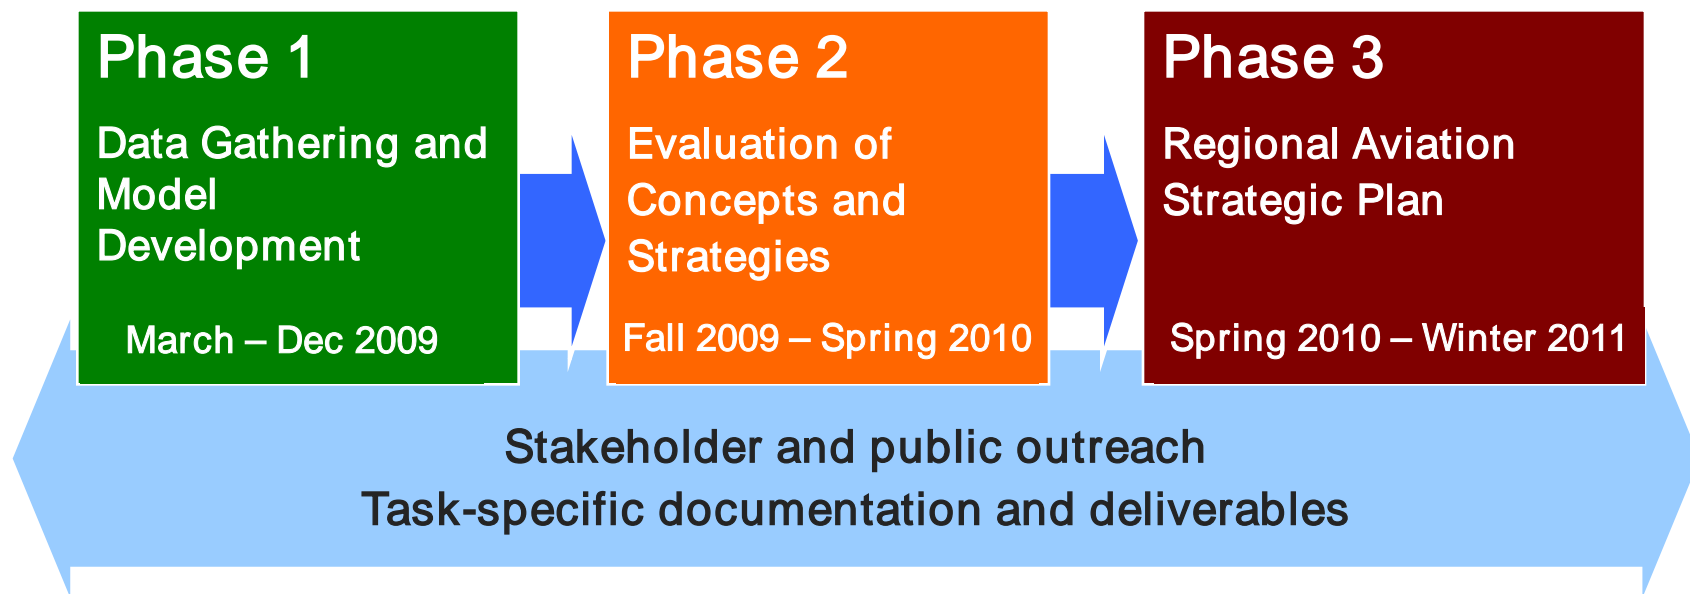 Phase 1
Data Gathering and
Model
Development
March – Dec 2009
Phase 2
Evaluation of
Concepts and
Strategies
Fall 2009 – Spring 2010
Phase 3
Regional Aviation
Strategic Plan
Spring 2010 – Winter 2011
Stakeholder and public outreach
Task-specific documentation and deliverables